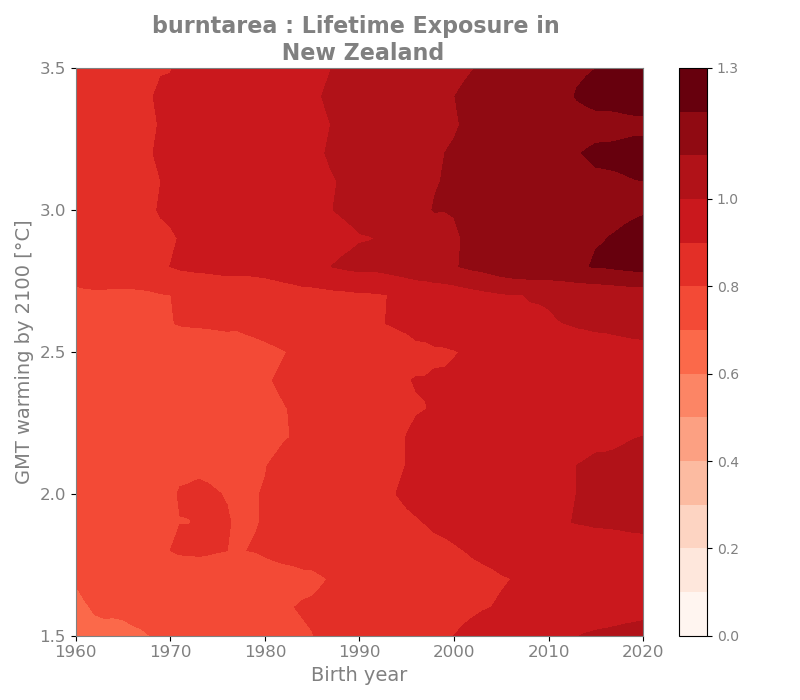 burntarea : Lifetime Exposure in
New Zealand
3.5
3.0
2.5
2.0
1.5
GMT warming by 2100 [°C]
1960 1970 1980 1990 2000 2010 2020
Birth year
1.3
1.0
0.8
0.6
0.4
0.2
0.0